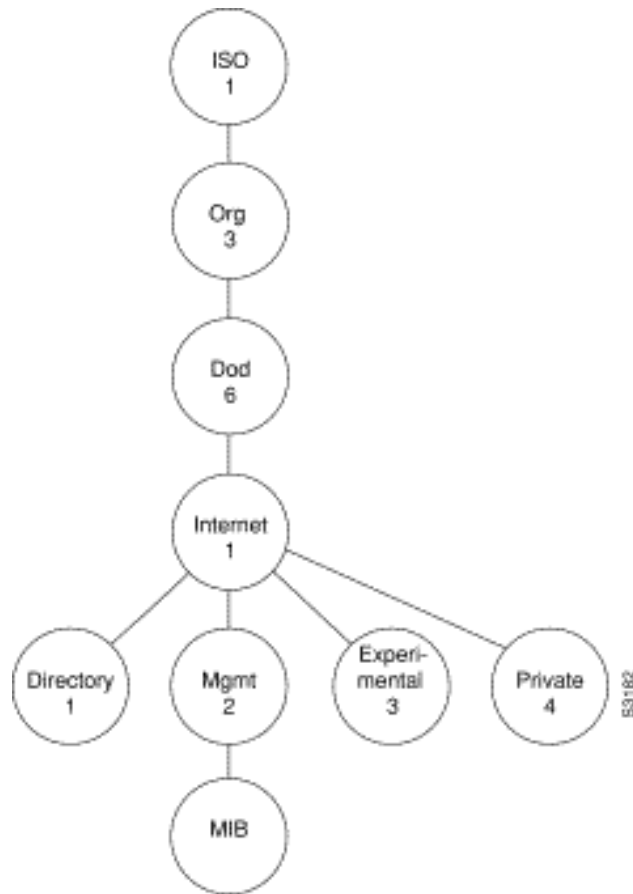 ISO
1
Org
3
Dod
6
Internet
1
Directory
1
Mgmt
2
Experi-
mental
3
Private
4
MIB
S3182